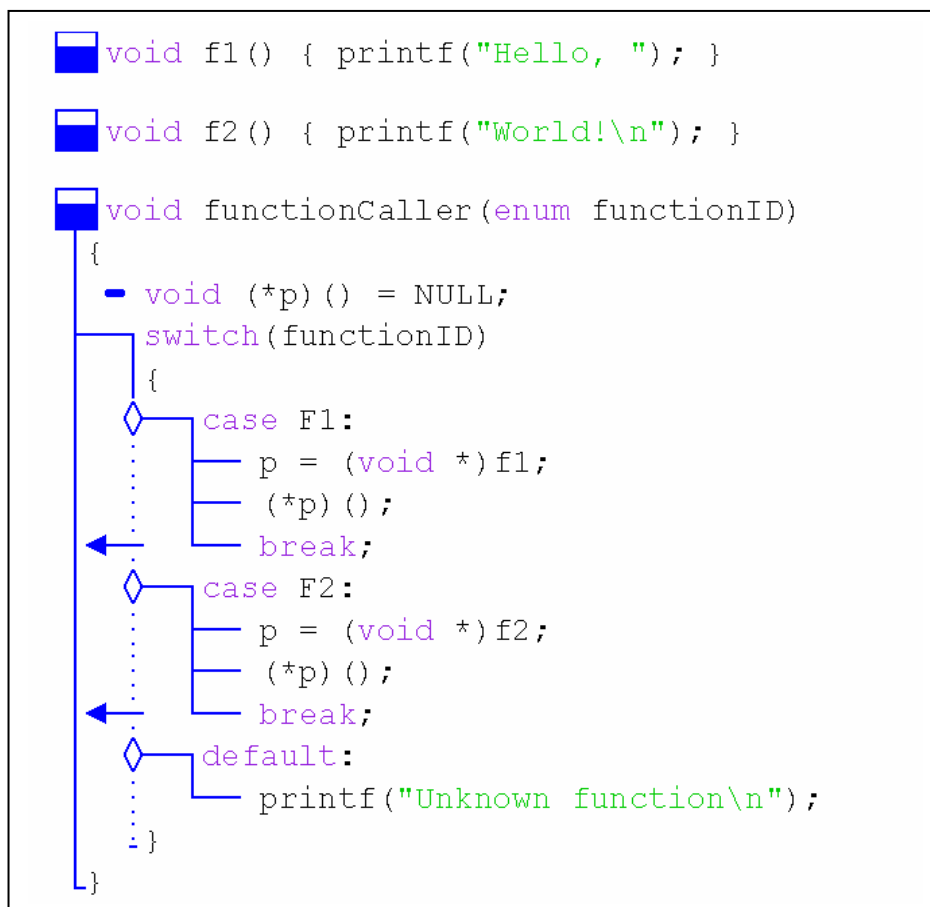 void f1() { printf("Hello, "); }
void f2() { printf("World!\n"); }
void functionCaller(enum functionID)
{
void (*p)() = NULL;
switch(functionID)
{
case F1:
p = (void *)f1;
(*p)();
break;
case F2:
p = (void *)f2;
(*p)();
break;
default:
printf("Unknown function\n");
}
}